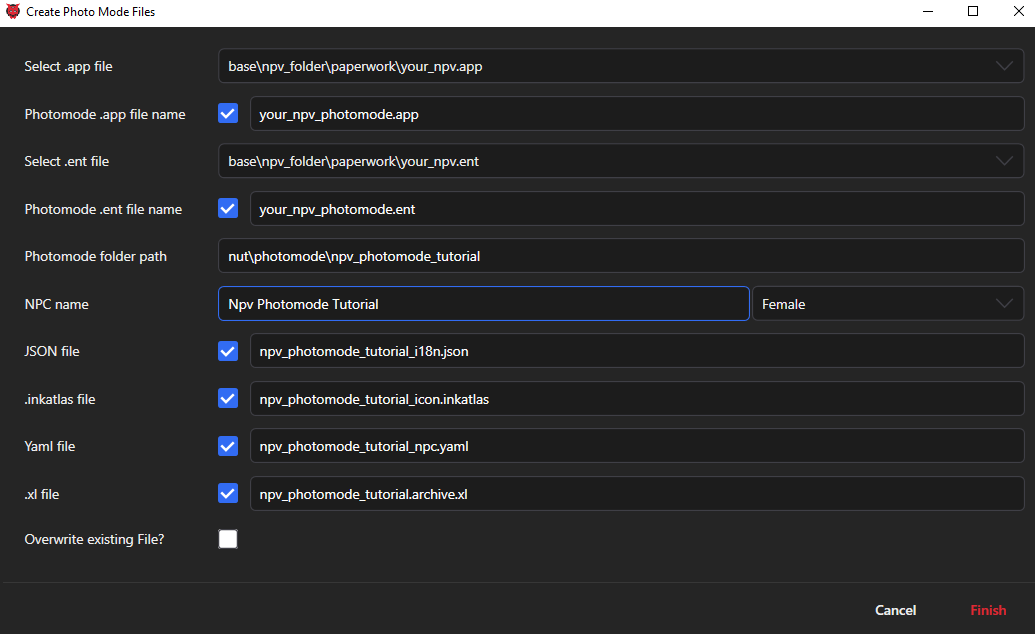 Create Photo Mode Files
Select .app file
base\npv_folder\paperwork\your_npv.app
Photomode .app file name
your_npv_photomode.app
Select .ent file
base\npv_folder\paperwork\your_npv.ent
Photomode .ent file name
your_npv_photomode.ent
Photomode folder path
nut\photomode\npv_photomode_tutorial
NPC name
Npv Photomode Tutorial
Female
JSON file
npv_photomode_tutorial_i18n.json
.inkatlas file
npv_photomode_tutorial_icon.inkatlas
Yaml file
npv_photomode_tutorial_npc.yaml
.xl file
npv_photomode_tutorial.archive.xl
Overwrite existing File?
Cancel
Finish